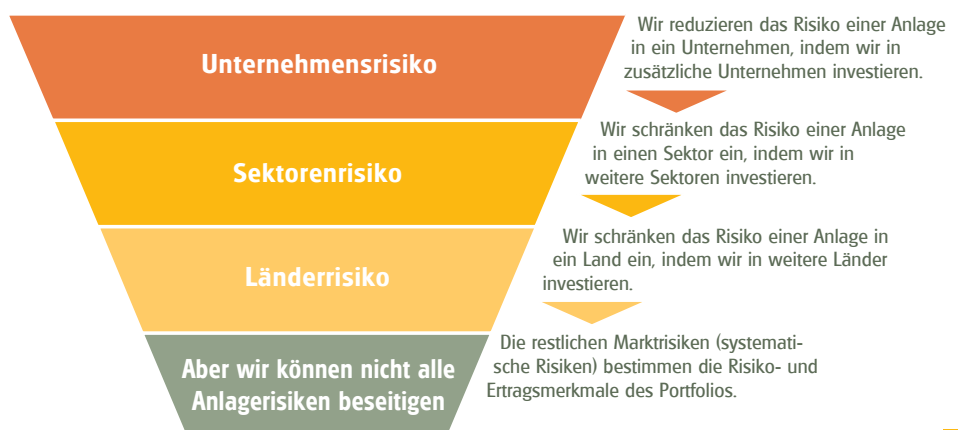 Unternehmensrisiko
Wir reduzieren das Risiko einer Anlage
in ein Unternehmen, indem wir in
zusätzliche Unternehmen investieren.
Sektorenrisiko
Wir schränken das Risiko einer Anlage
in einen Sektor ein, indem wir in
weitere Sektoren investieren.
Länderrisiko
Wir schränken das Risiko einer Anlage in
ein Land ein, indem wir in weitere Länder
investieren.
Aber wir können nicht alle
Anlagerisiken beseitigen
Die restlichen Marktrisiken (systemati-
sche Risiken) bestimmen die Risiko- und
Ertragsmerkmale des Portfolios.